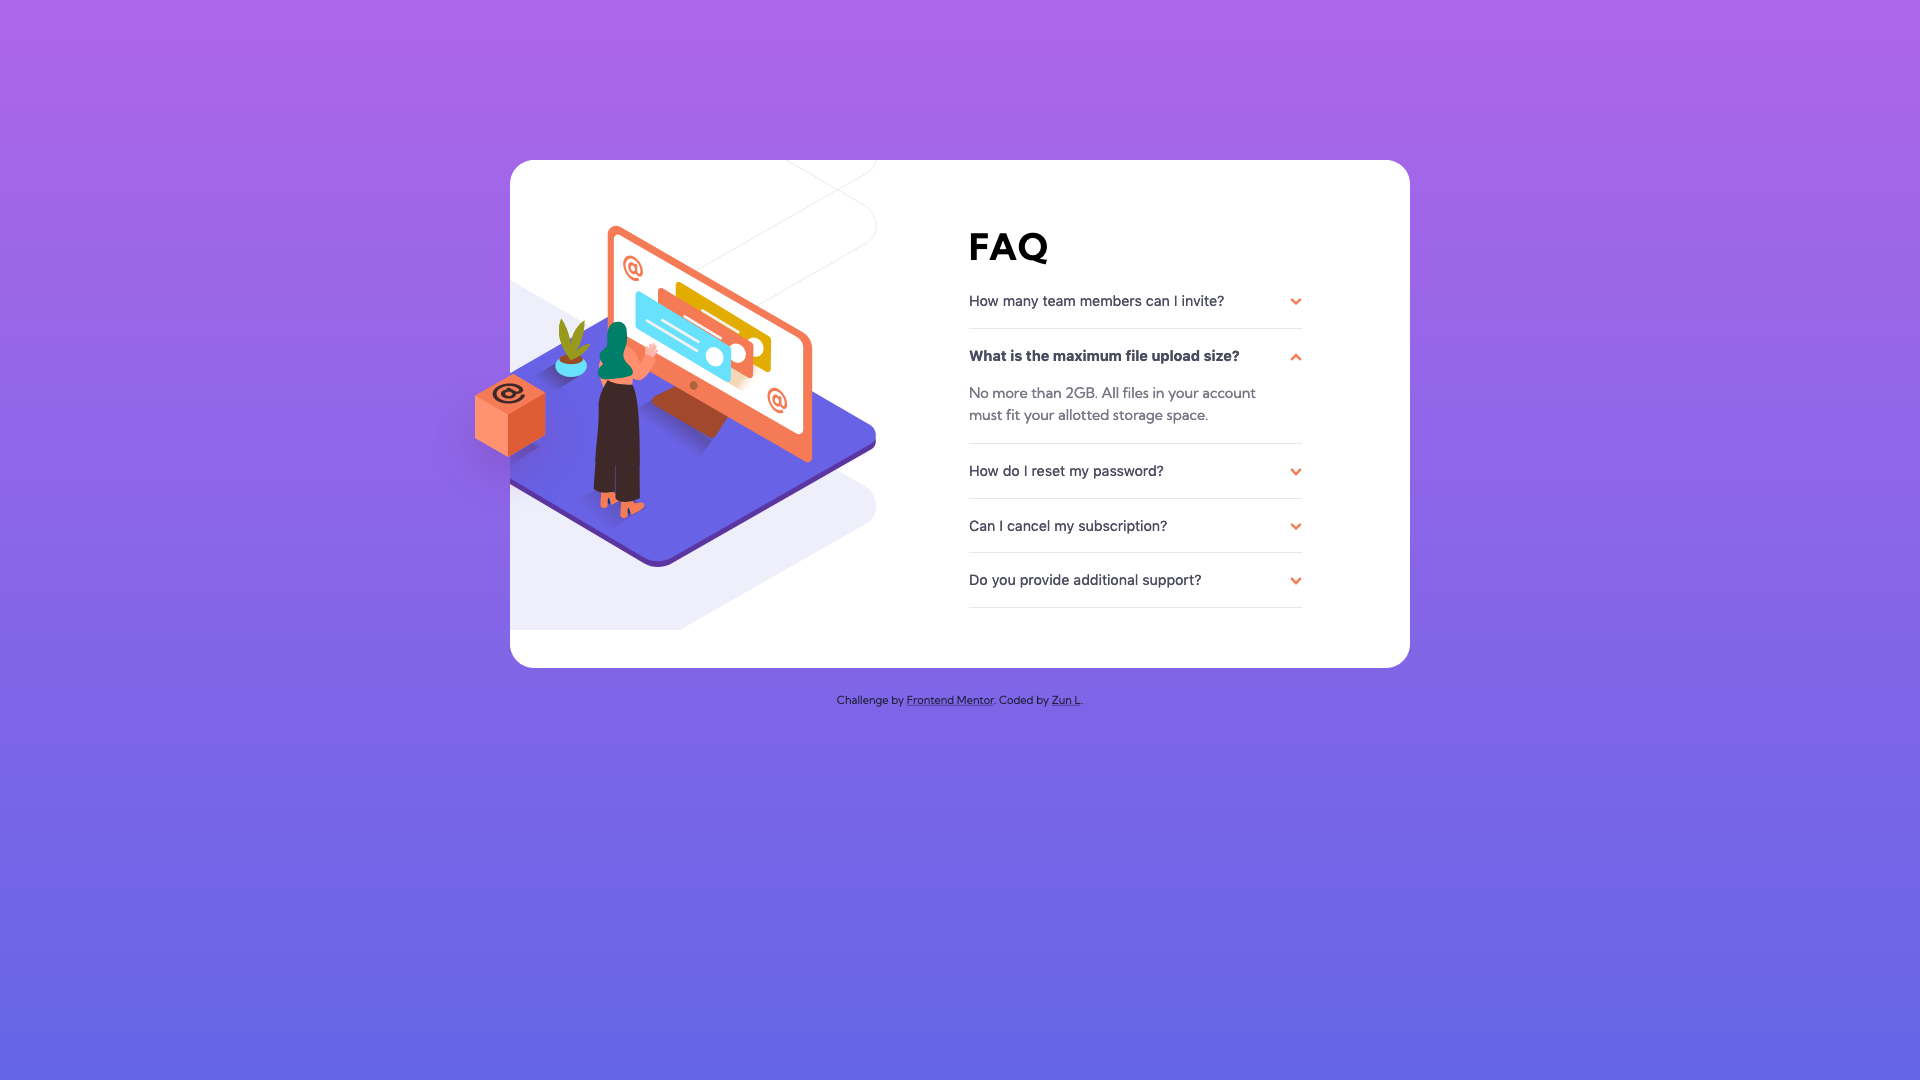 FAQ
How many team members can I invite?
What is the maximum file upload size?
No more than 2GB. All files in your account
must fit your allotted storage space.
How do I reset my password?
Can I cancel my subscription?
Do you provide additional support?
@
@
@
Challenge by Frontend Mentor. Coded by Zun L.